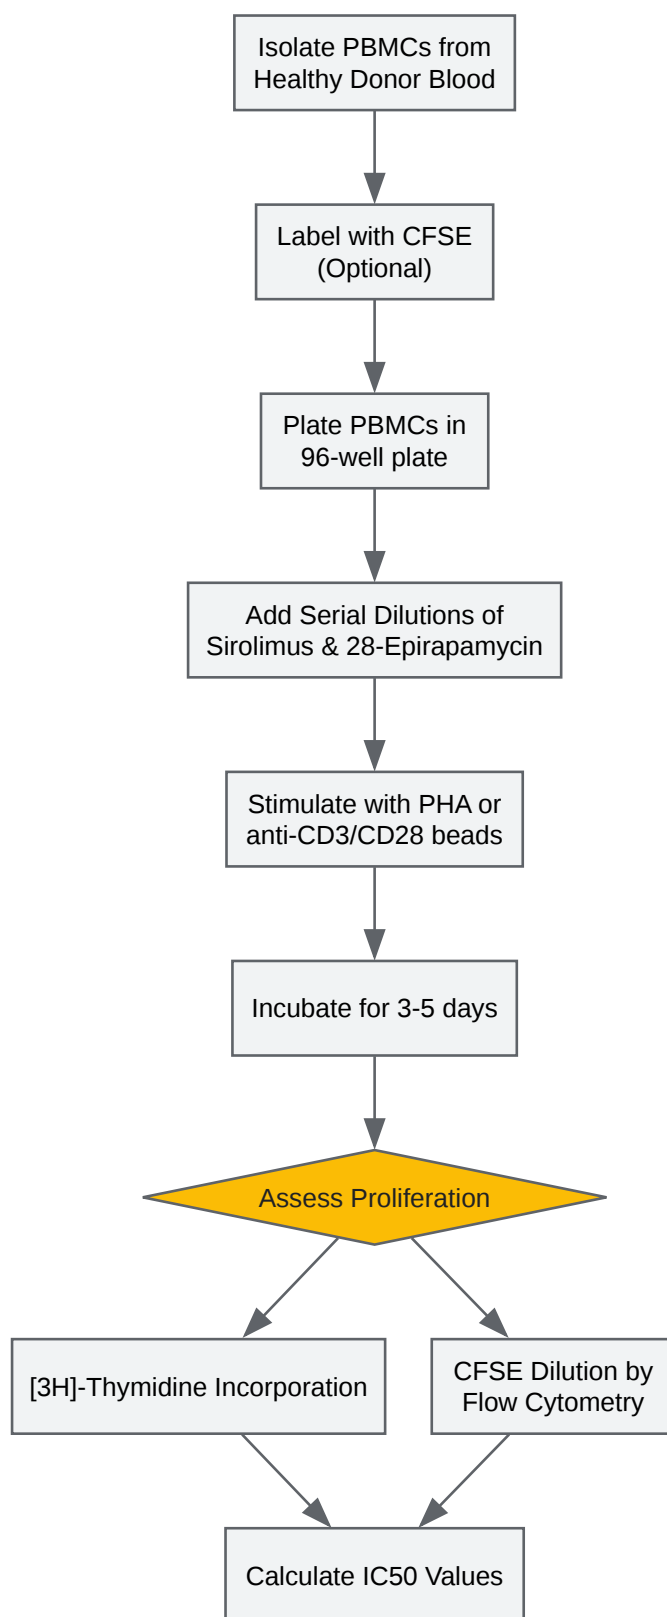 Isolate PBMCs from
Healthy Donor Blood
Label with CFSE
(Optional)
Plate PBMCs in
96-well plate
Add Serial Dilutions of
Sirolimus & 28-Epirapamycin
Stimulate with PHA or
anti-CD3/CD28 beads
Incubate for 3-5 days
Assess Proliferation
[3H]-Thymidine Incorporation
CFSE Dilution by
Flow Cytometry
Calculate IC50 Values